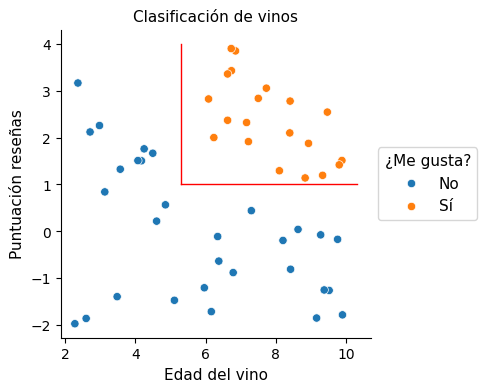 Clasificación de vinos
Puntuación reseñas
4
3
2
1
0
−1
−2
2
4
6
8
10
Edad del vino
¿Me gusta?
No
Sí